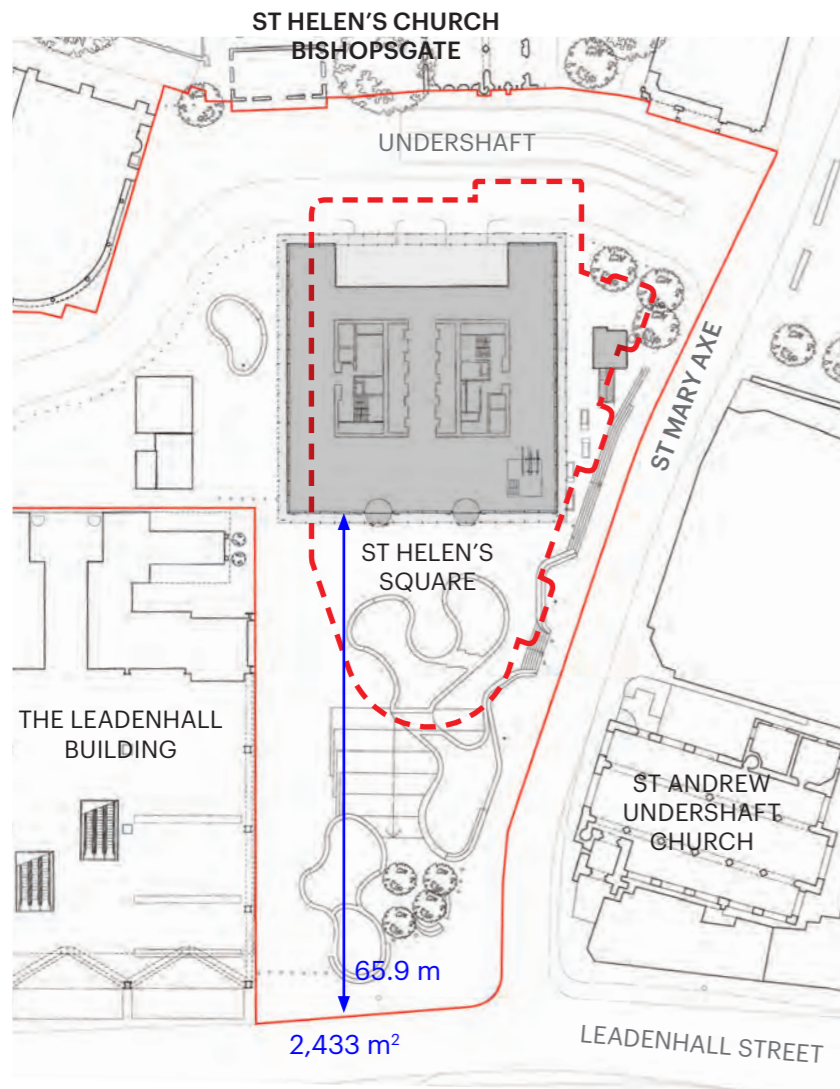 ST HELEN'S CHURCH
BISHOPSGATE
UNDERSHAFT
ST MARY AXE
ST HELEN'S
SQUARE
THE LEADENHALL
BUILDING
ST ANDREW
UNDERSHAFT
CHURCH
65.9 m
2,433 m²
LEADENHALL STREET